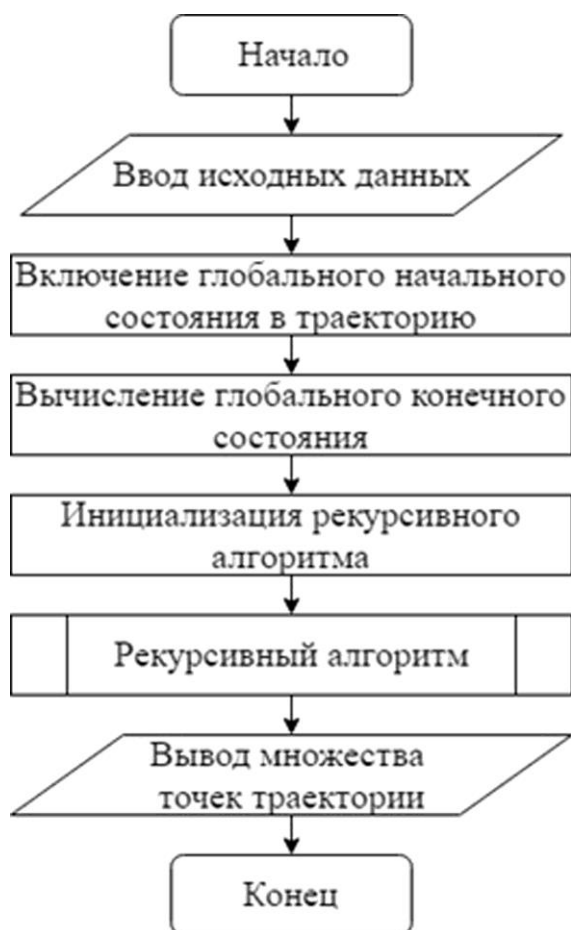 Начало
Ввод исходных данных
Включение глобального начального
состояния в траекторию
Вычисление глобального конечного
состояния
Инициализация рекурсивного
алгоритма
Рекурсивный алгоритм
Вывод множества
точек траектории
Конец